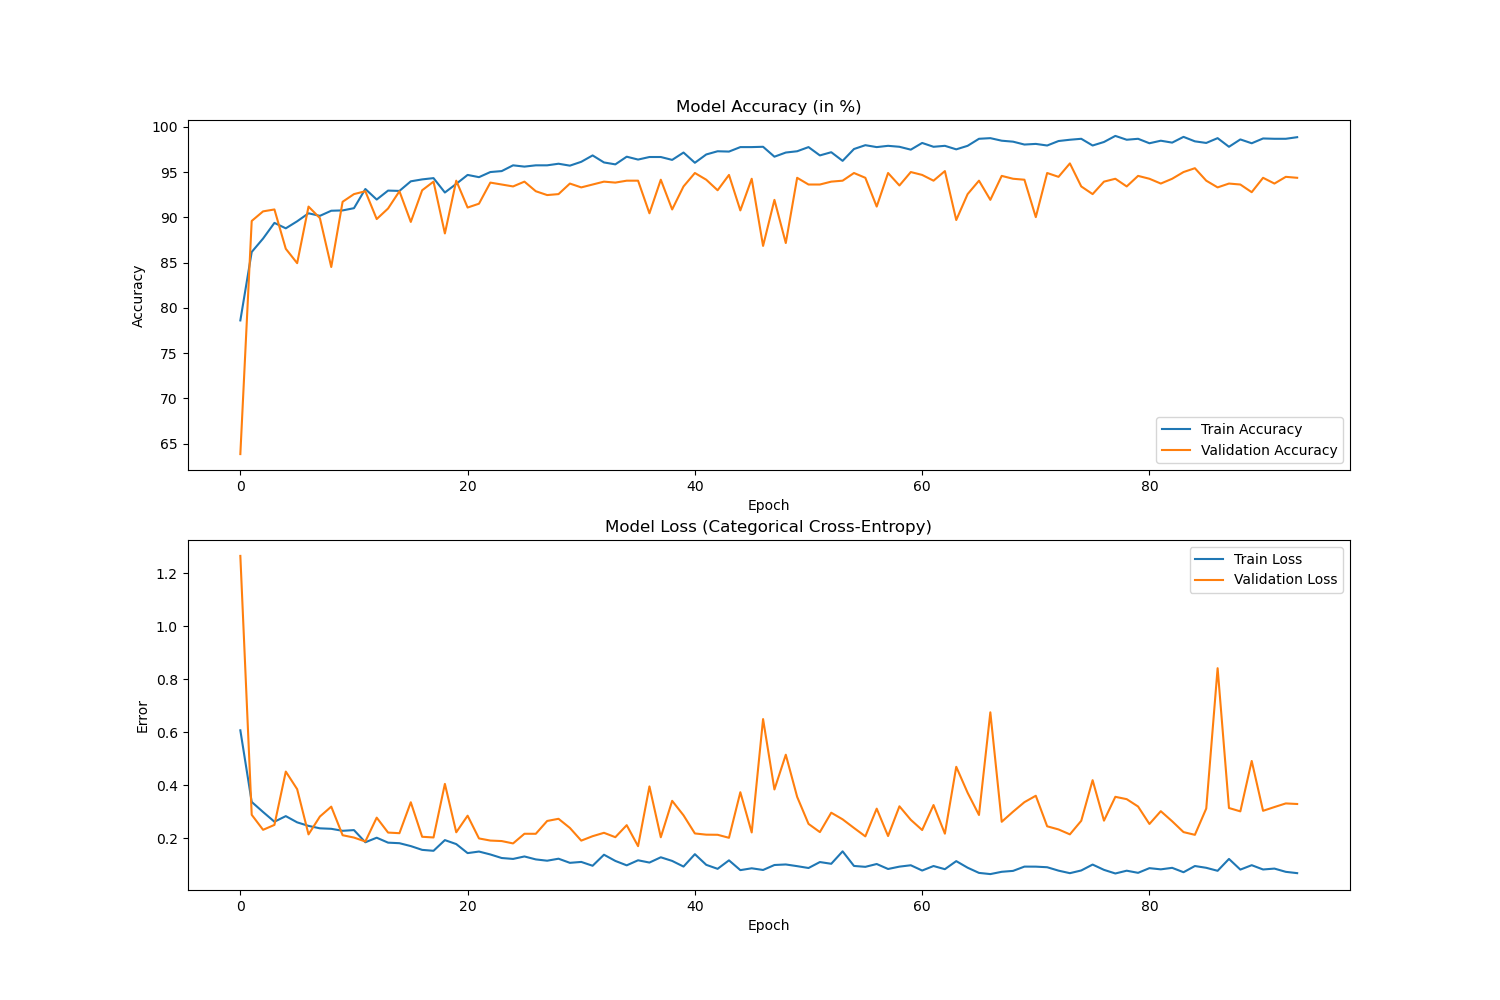 Model Accuracy (in %)
100
95
90
85
80
75
70
65
Accuracy
Train Accuracy
Validation Accuracy
0 20 40 60 80
Epoch
Model Loss (Categorical Cross-Entropy)
1.2
1.0
0.8
0.6
0.4
0.2
Error
Train Loss
Validation Loss
0 20 40 60 80
Epoch